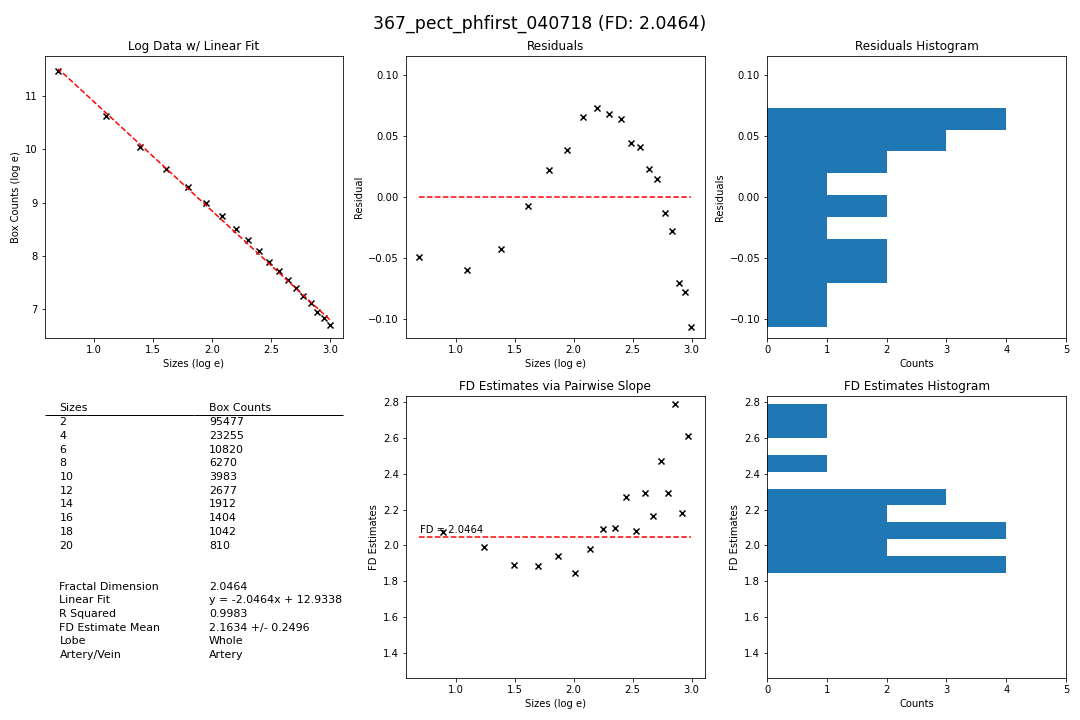 367_pect_phfirst_040718 (FD: 2.0464)
Log Data w/ Linear Fit
11
10
9
8
7
Box Counts (log e)
1.0 1.5 2.0 2.5 3.0
Sizes (log e)
Residuals
0.10
0.05
0.00
−0.05
−0.10
Residual
1.0 1.5 2.0 2.5 3.0
Sizes (log e)
Residuals Histogram
0.10
0.05
0.00
−0.05
−0.10
Residuals
0 1 2 3 4 5
Counts
Sizes Box Counts
2 95477
4 23255
6 10820
8 6270
10 3983
12 2677
14 1912
16 1404
18 1042
20 810
Fractal Dimension 2.0464
Linear Fit y = -2.0464x + 12.9338
R Squared 0.9983
FD Estimate Mean 2.1634 +/- 0.2496
Lobe Whole
Artery/Vein Artery
FD Estimates via Pairwise Slope
2.8
2.6
2.4
2.2
2.0
1.8
1.6
1.4
FD Estimates
FD = 2.0464
1.0 1.5 2.0 2.5 3.0
Sizes (log e)
FD Estimates Histogram
2.8
2.6
2.4
2.2
2.0
1.8
1.6
1.4
FD Estimates
0 1 2 3 4 5
Counts